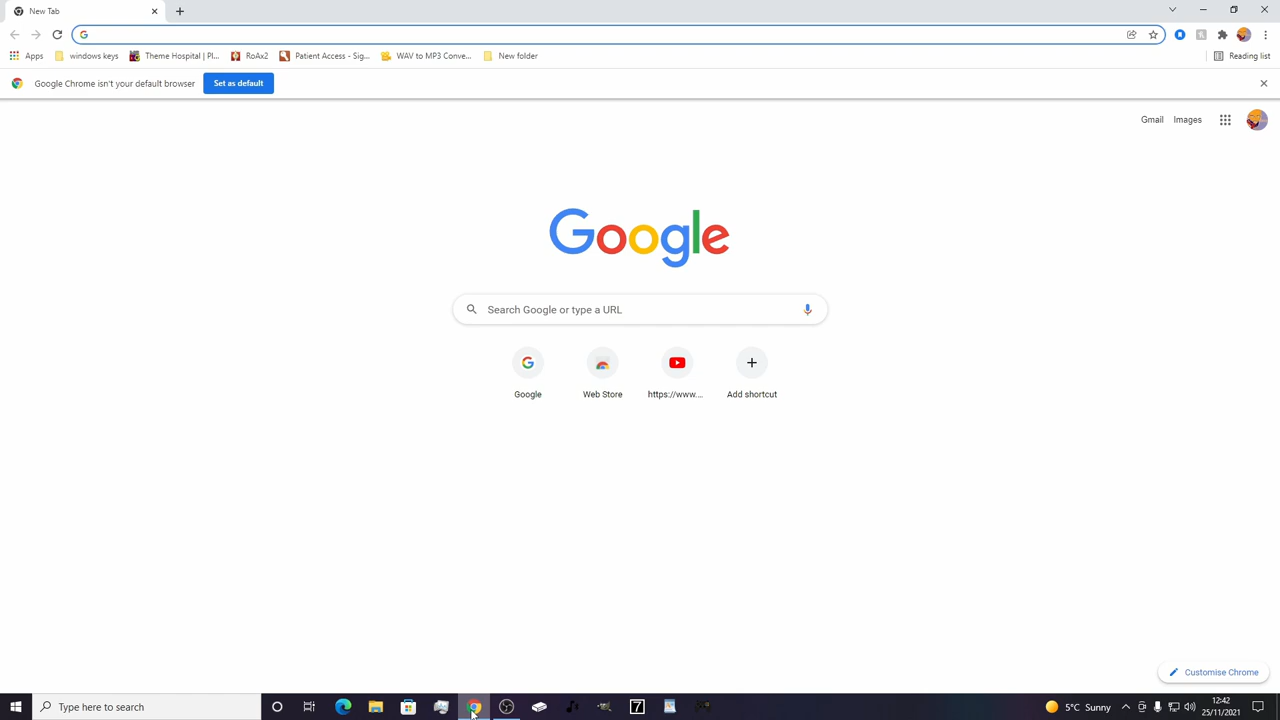 New Tab
Apps windows keys Theme Hospital | Pl... RoAx2 Patient Access - Sig... WAV to MP3 Conve... New folder Reading list
Google Chrome isn't your default browser Set as default
Gmail Images
Google
Search Google or type a URL
Google Web Store https://www.... Add shortcut
Customise Chrome
Type here to search 7 5°C Sunny 12:42
25/11/2021